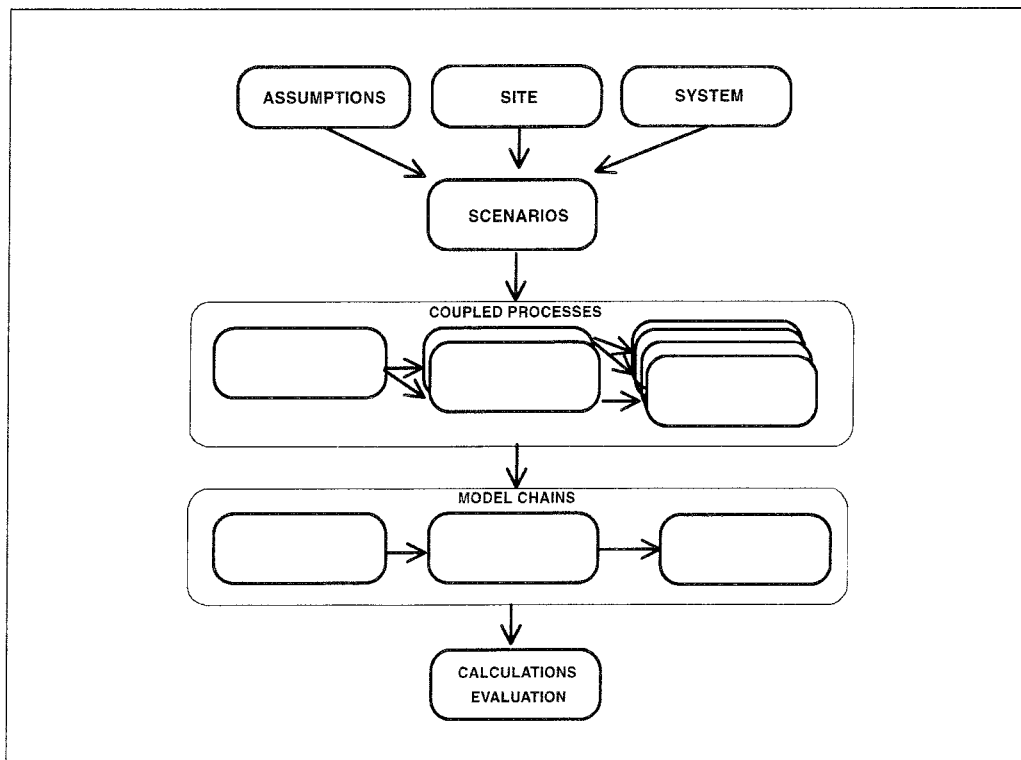 ASSUMPTIONS
SITE
SYSTEM
SCENARIOS
COUPLED PROCESSES
MODEL CHAINS
CALCULATIONS
EVALUATION